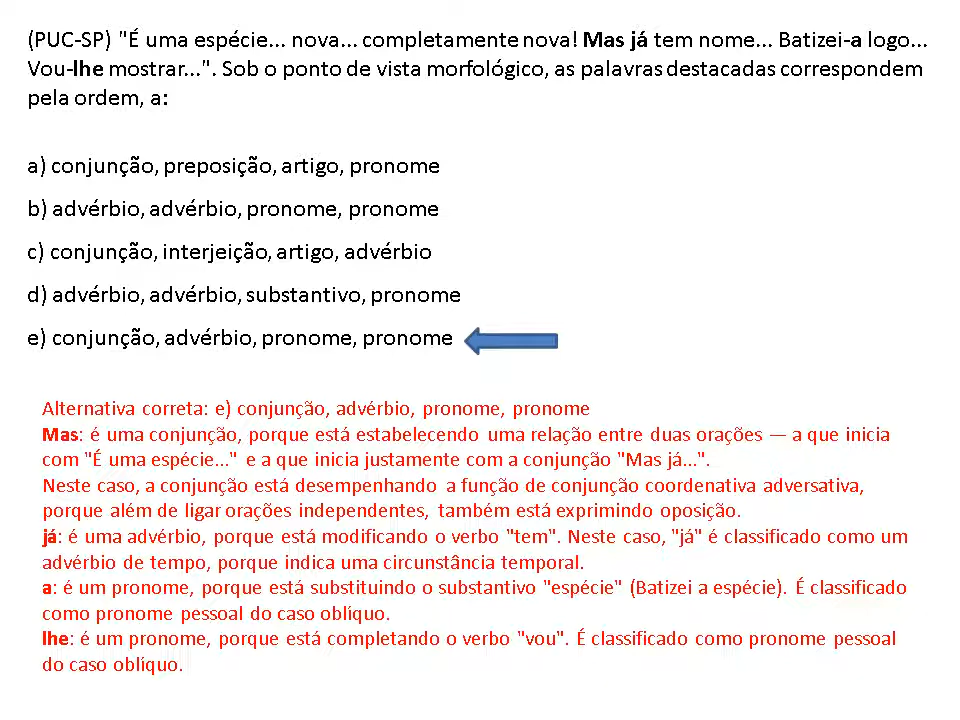 (PUC-SP) "É uma espécie... nova... completamente nova! Mas já tem nome... Batizei-a logo...
Vou-lhe mostrar...". Sob o ponto de vista morfológico, as palavras destacadas correspondem
pela ordem, a:
a) conjunção, preposição, artigo, pronome
b) advérbio, advérbio, pronome, pronome
c) conjunção, interjeição, artigo, advérbio
d) advérbio, advérbio, substantivo, pronome
e) conjunção, advérbio, pronome, pronome
Alternativa correta: e) conjunção, advérbio, pronome, pronome
Mas: é uma conjunção, porque está estabelecendo uma relação entre duas orações — a que inicia
com "É uma espécie..." e a que inicia justamente com a conjunção "Mas já...".
Neste caso, a conjunção está desempenhando a função de conjunção coordenativa adversativa,
porque além de ligar orações independentes, também está exprimindo oposição.
já: é uma advérbio, porque está modificando o verbo "tem". Neste caso, "já" é classificado como um
advérbio de tempo, porque indica uma circunstância temporal.
a: é um pronome, porque está substituindo o substantivo "espécie" (Batizei a espécie). É classificado
como pronome pessoal do caso oblíquo.
lhe: é um pronome, porque está completando o verbo "vou". É classificado como pronome pessoal
do caso oblíquo.